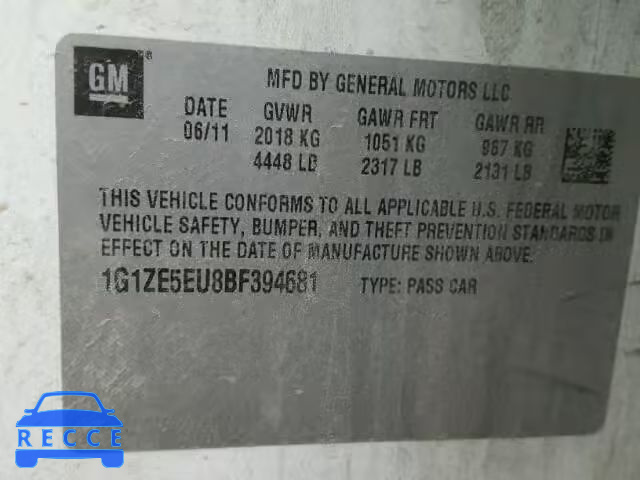 GM ®
MFD BY GENERAL MOTORS LLC
DATE GVWR GAWR FRT GAWR RR
06/11 2018 KG 1051 KG 967 KG
4448 LB 2317 LB 2131 LB
THIS VEHICLE CONFORMS TO ALL APPLICABLE U.S. FEDERAL MOTOR
VEHICLE SAFETY, BUMPER, AND THEFT PREVENTION STANDARDS IN
EFFECT ON THE DATE OF MANUFACTURE SHOWN ABOVE.
1G1ZE5EU8BF394681 TYPE: PASS CAR
RECCE